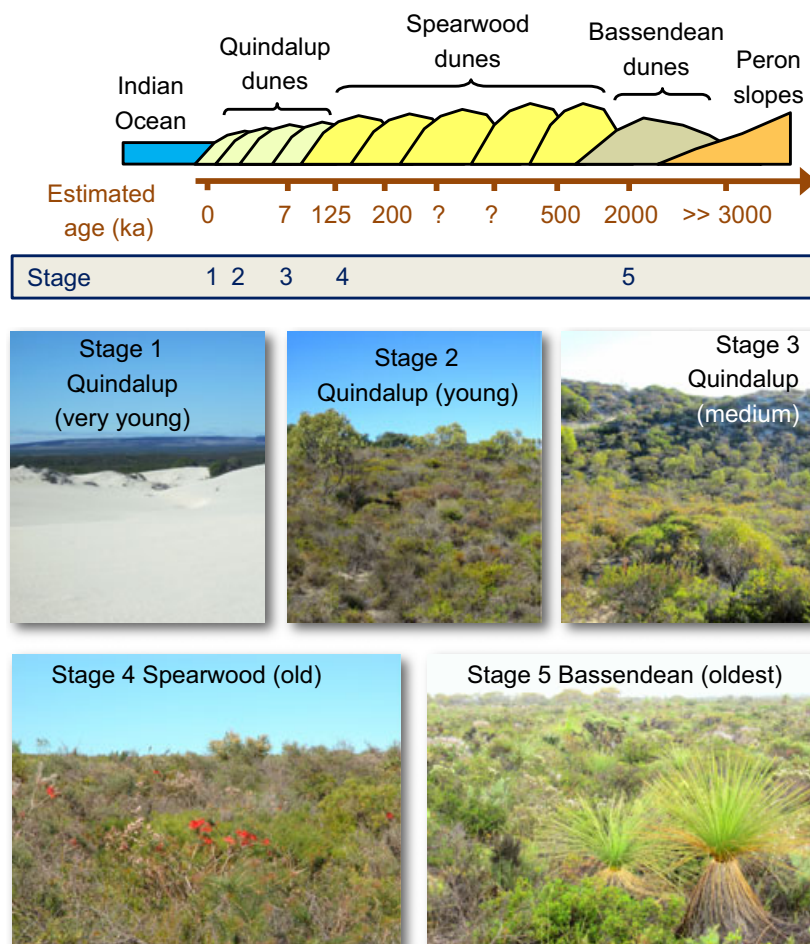 Indian
Ocean
Quindalup
dunes
Spearwood
dunes
Bassendean
dunes
Peron
slopes
Estimated
age (ka)
0 7 125 200 ? ? 500 2000 >> 3000
Stage 1 2 3 4 5
Stage 1
Quindalup
(very young)
Stage 2
Quindalup (young)
Stage 3
Quindalup
(medium)
Stage 4 Spearwood (old)
Stage 5 Bassendean (oldest)